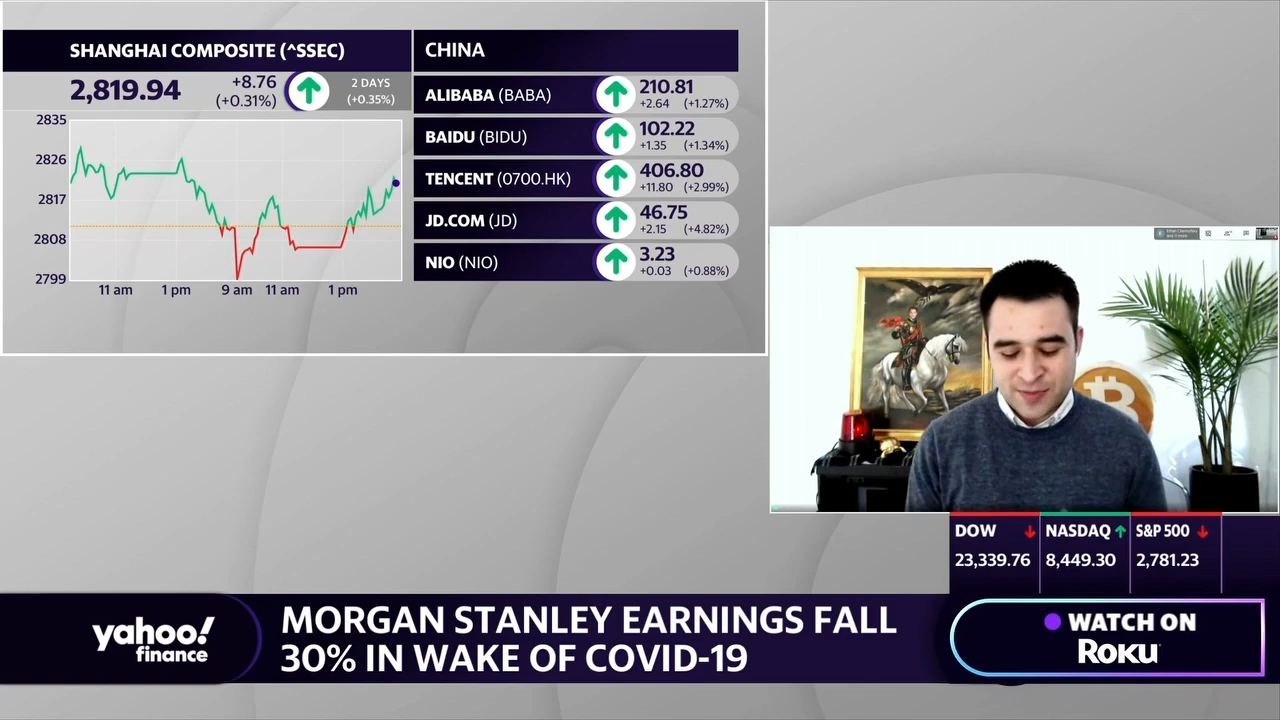 SHANGHAI COMPOSITE (^SSEC)
2,819.94
+8.76
(+0.31%)
2 DAYS
(+0.35%)
2835
2826
2817
2808
2799
11 am
1 pm
9 am
11 am
1 pm
CHINA
ALIBABA (BABA)
210.81
+2.64 (+1.27%)
BAIDU (BIDU)
102.22
+1.35 (+1.34%)
TENCENT (0700.HK)
406.80
+11.80 (+2.99%)
JD.COM (JD)
46.75
+2.15 (+4.82%)
NIO (NIO)
3.23
+0.03 (+0.88%)
DOW
23,339.76
NASDAQ
8,449.30
S&P 500
2,781.23
yahoo!
finance
MORGAN STANLEY EARNINGS FALL
30% IN WAKE OF COVID-19
WATCH ON
Roku